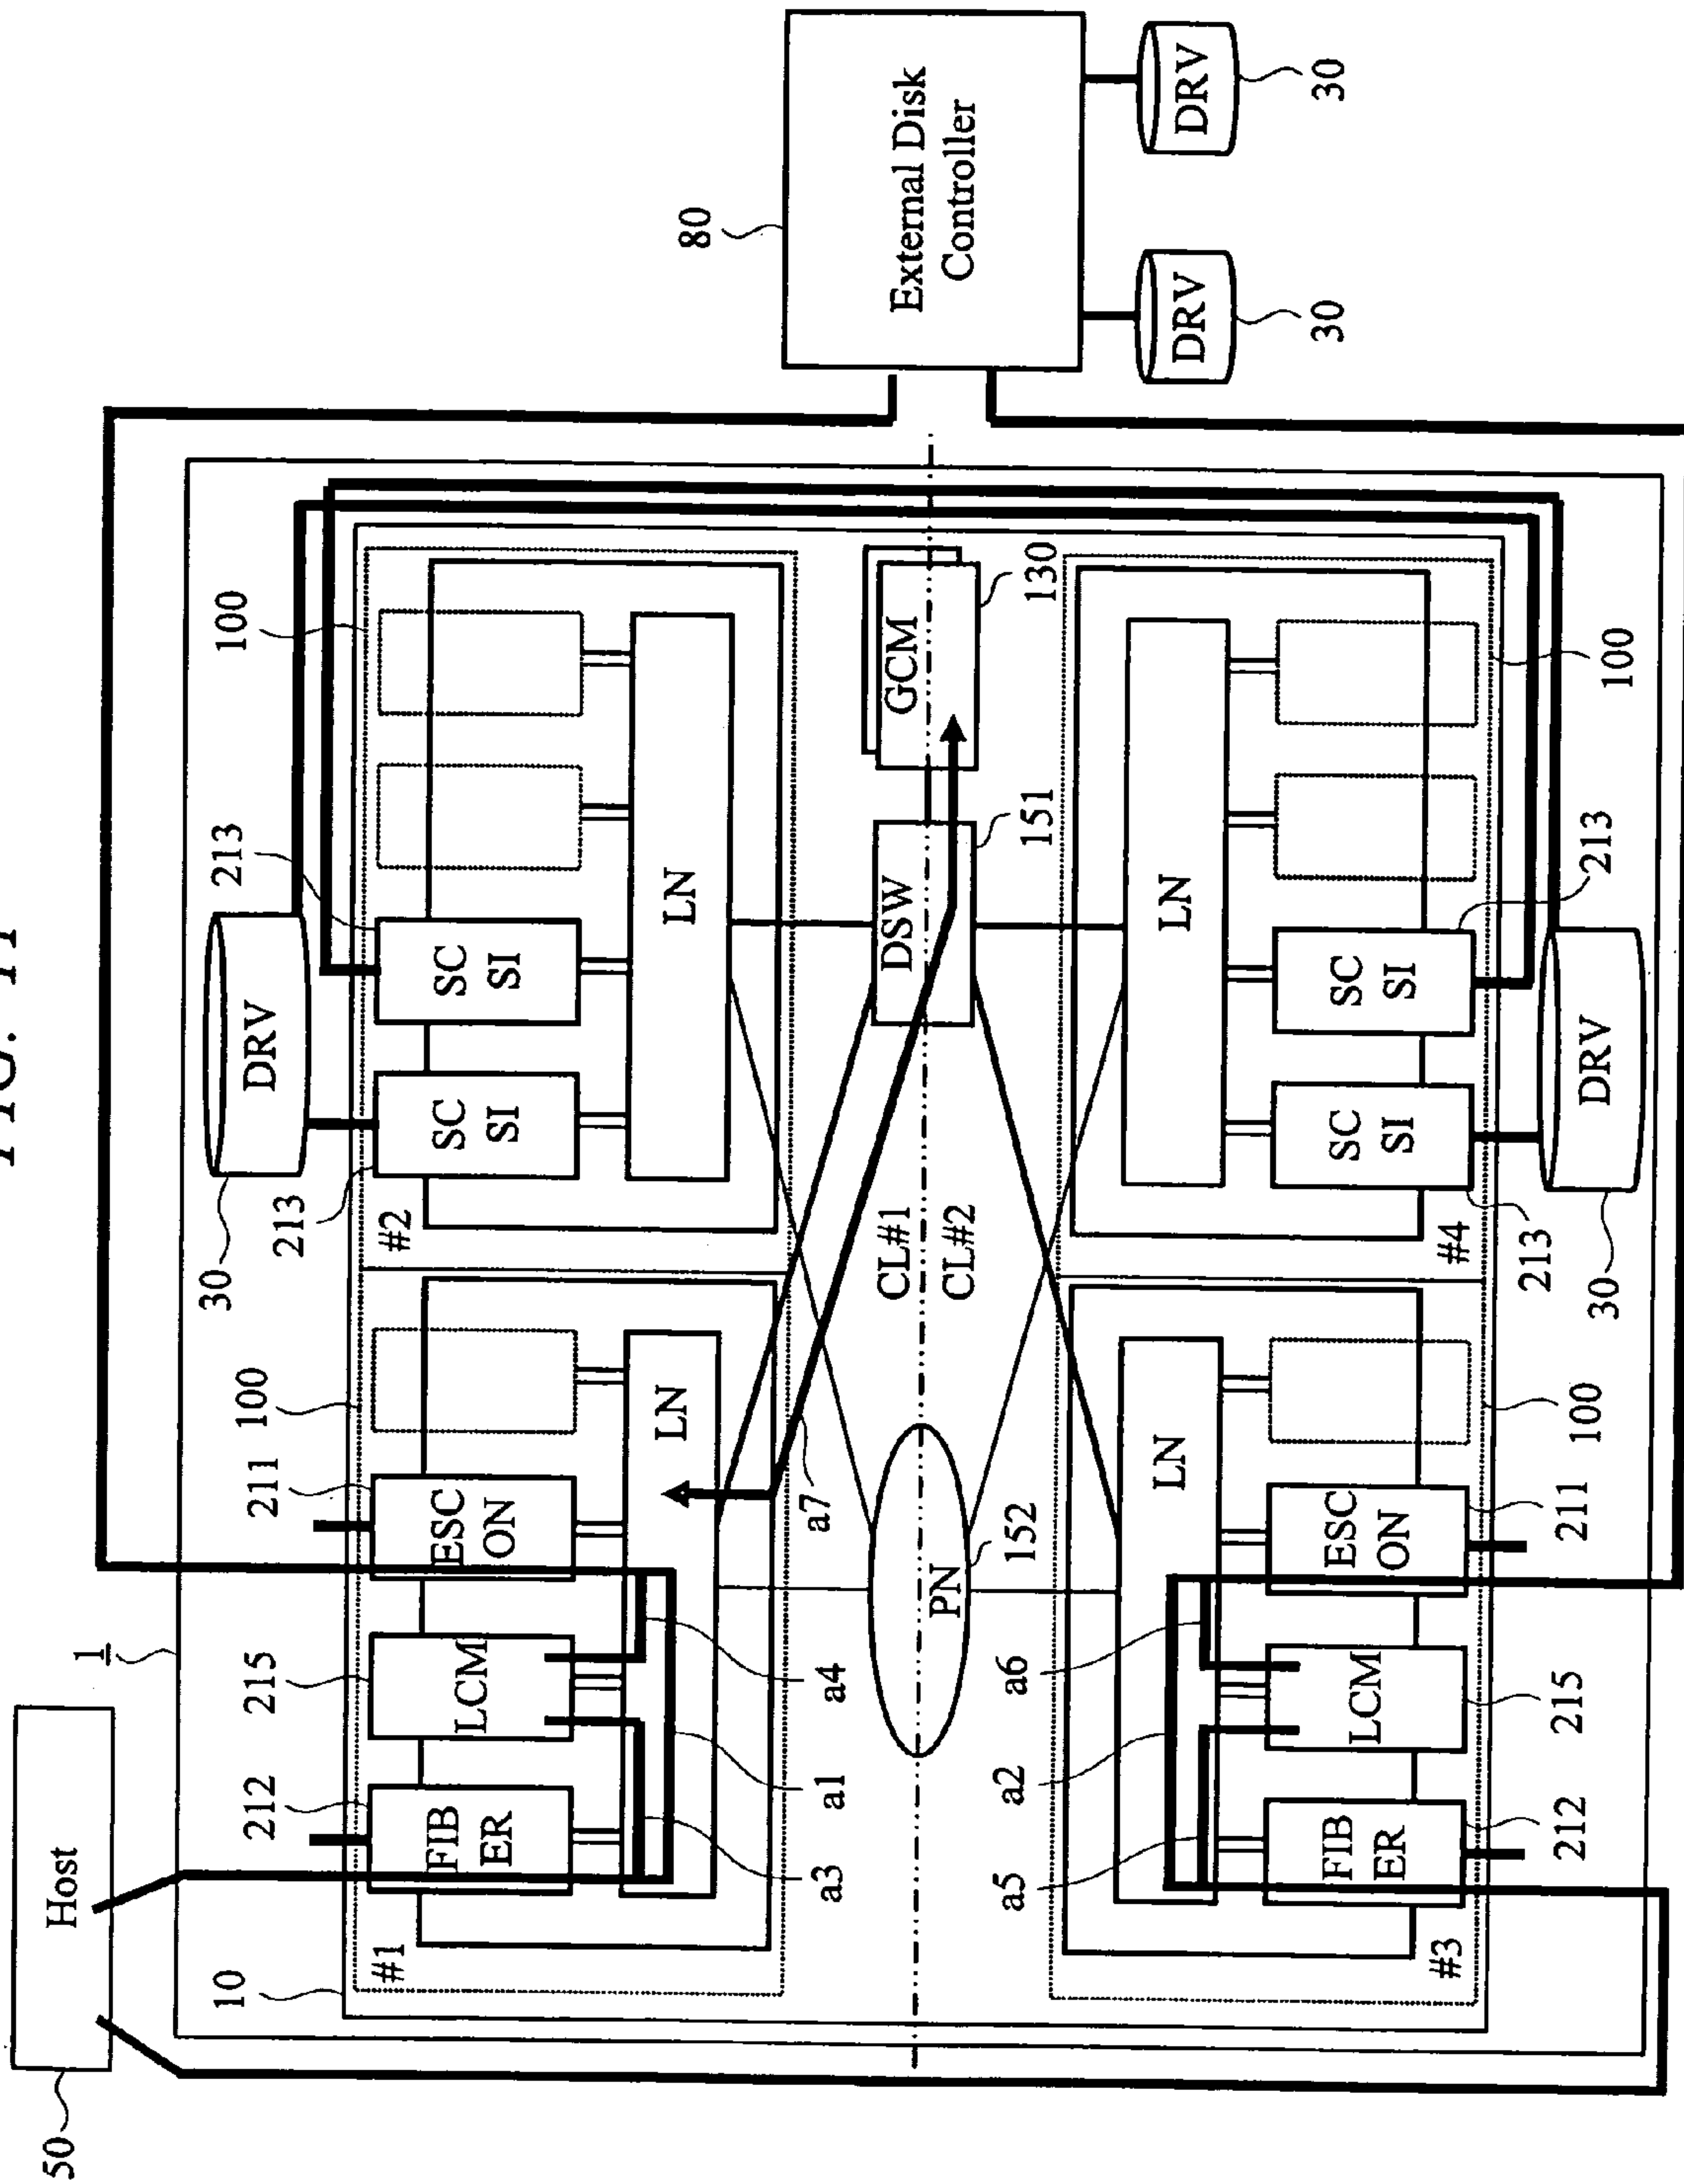 50
Host
1
10
212
215
211
100
30
DRV
213
213
100
#1
#2
FIB
ER
LCM
ESC
ON
SC
SI
SC
SI
LN
LN
a3
a1
a4
a7
80
External Disk
Controller
PN
152
CL#1
CL#2
DSW
151
GCM
130
a5
a2
a6
LN
LN
DRV
30
DRV
30
FIB
ER
LCM
ESC
ON
SC
SI
SC
SI
#3
#4
212
215
211
100
213
213
100
30
DRV